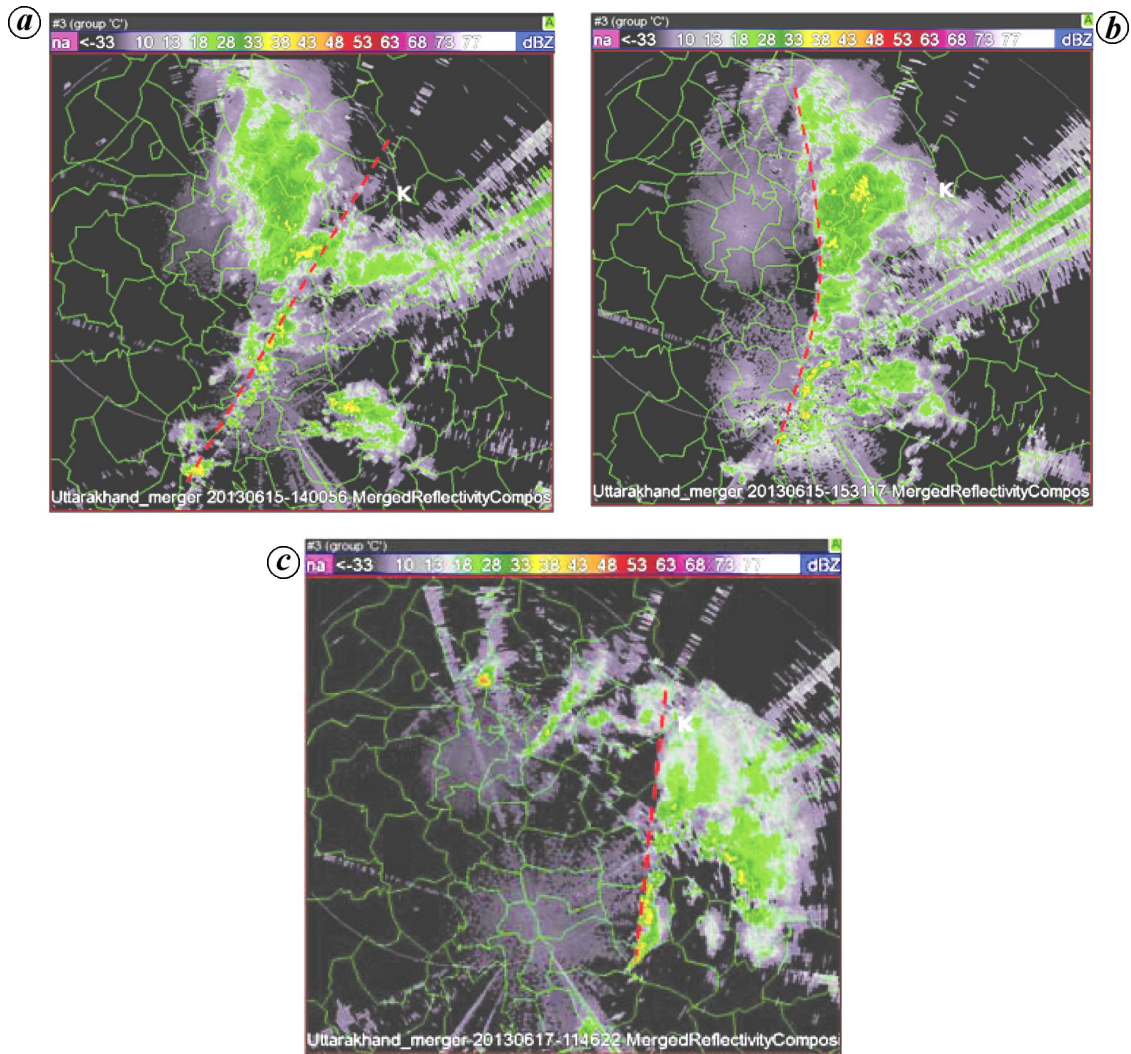 a
#3 (group 'C') A
na <-33 10 13 18 28 33 38 43 48 53 63 68 73 77 dBZ
K
Uttarakhand_merger 20130615-140056 MergedReflectivityCompos
b
#3 (group 'C') A
na <-33 10 13 18 28 33 38 43 48 53 63 68 73 77 dBZ
K
Uttarakhand_merger 20130615-153117 MergedReflectivityCompos
c
#3 (group 'C') A
na <-33 10 13 18 28 33 38 43 48 53 63 68 73 77 dBZ
K
Uttarakhand_merger-20130617-114622-MergedReflectivityCompos